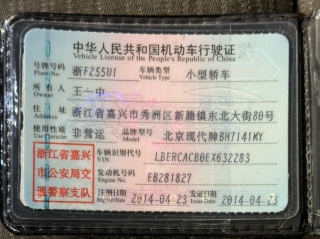 中华人民共和国机动车行驶证
Vehicle License of the People's Republic of China
号牌号码 浙F25501 车辆类型 小型轿车
Plate No. Vehicle Type
所有人 王一中
Owner
住址 浙江省嘉兴市秀洲区新塍镇东北大街80号
Address
使用性质 非营运 品牌型号 北京现代牌BH7141MY
Use Character Model
浙江省嘉兴 车辆识别代号 LBERCACB0EX632283
VIN
市公安局交 发动机号码 EB281827
Engine No.
通警察支队 注册日期 2014-04-23 发证日期 2014-04-23
Register Date Issue Date